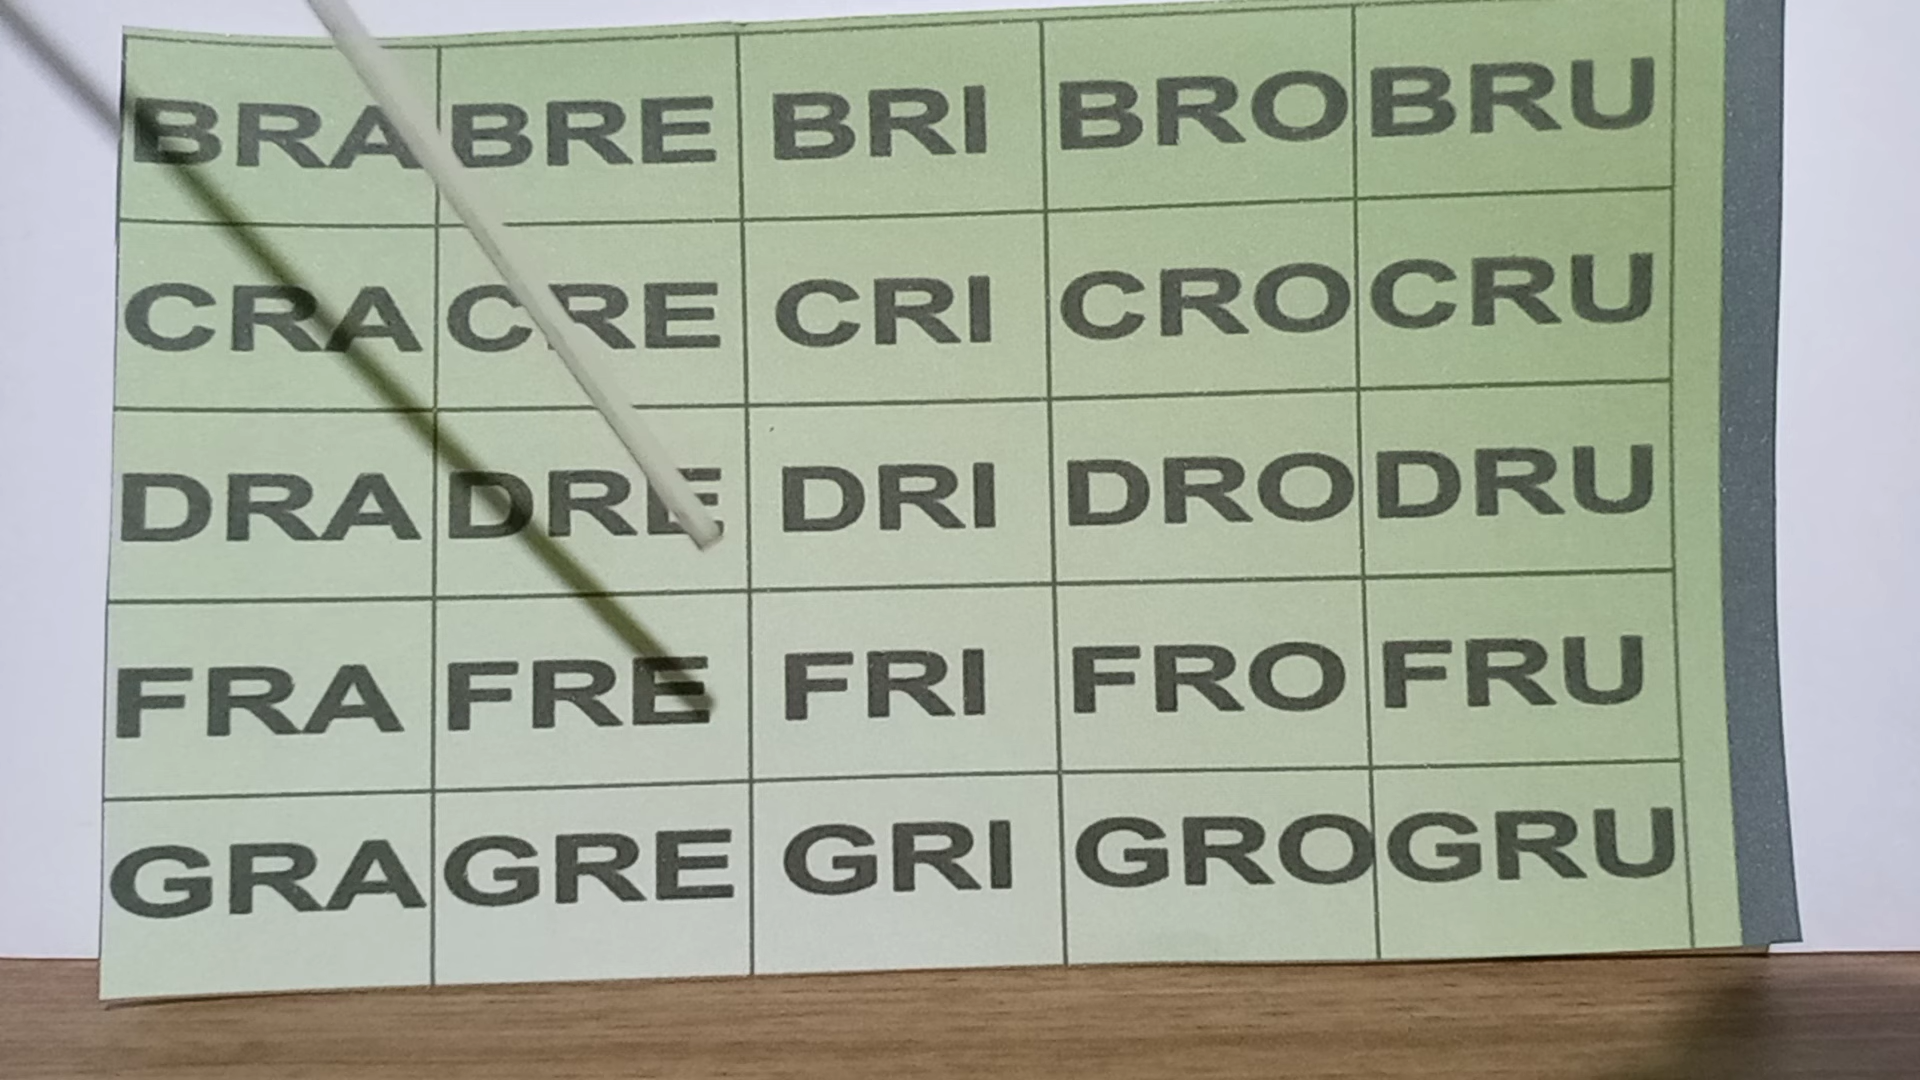 BRA BRE BRI BRO BRU
CRA CRE CRI CRO CRU
DRA DRE DRI DRO DRU
FRA FRE FRI FRO FRU
GRA GRE GRI GRO GRU